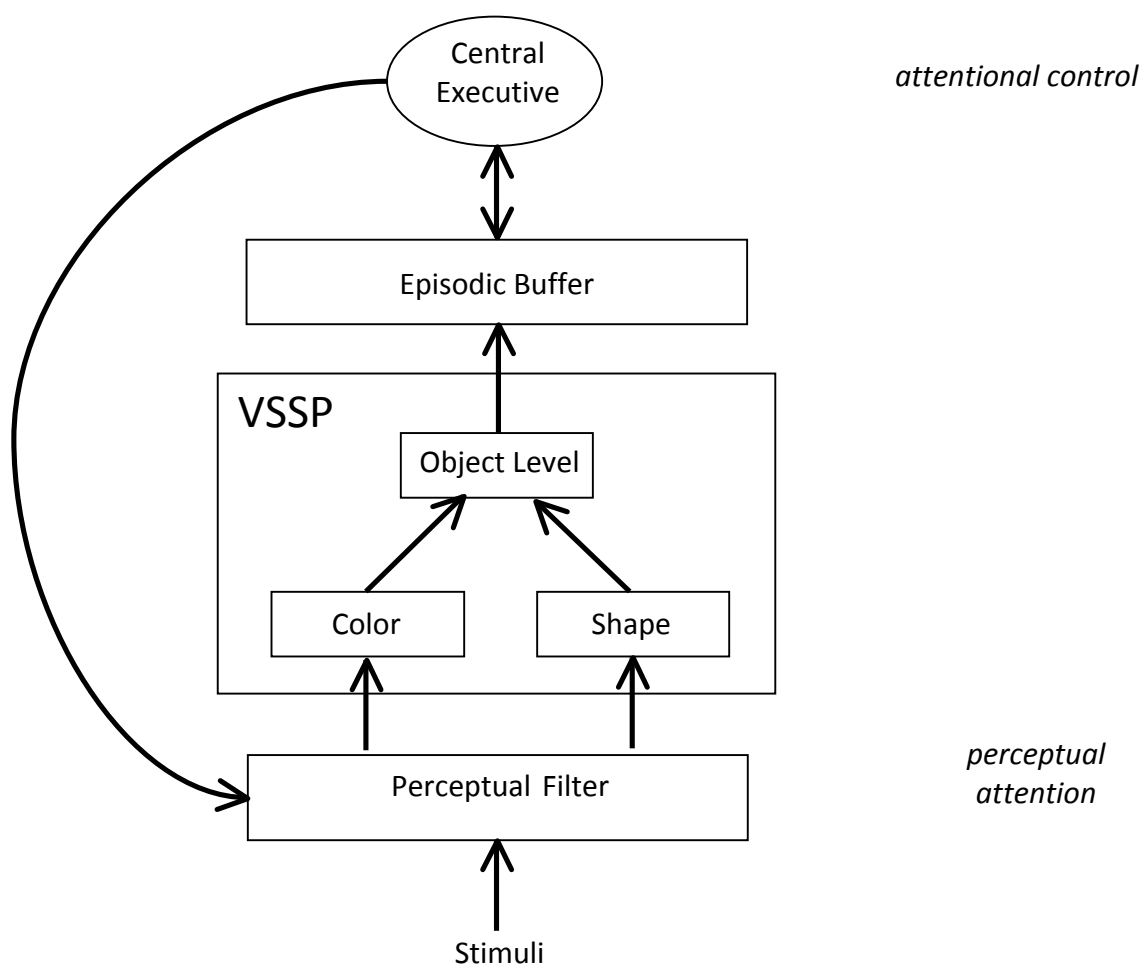 Central
Executive
attentional control
Episodic Buffer
VSSP
Object Level
Color
Shape
Perceptual Filter
perceptual
attention
Stimuli